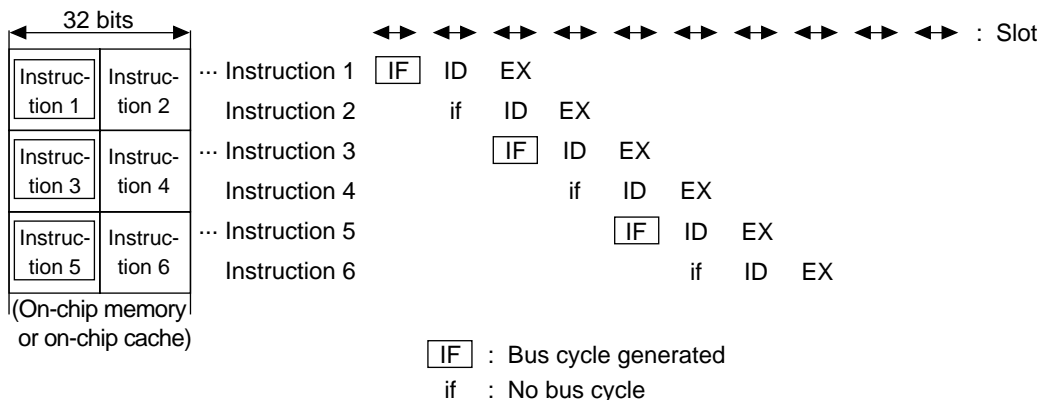 32 bits
: Slot
Instruc-
tion 1
Instruc-
tion 2
··· Instruction 1 IF ID EX
Instruction 2 if ID EX
Instruc-
tion 3
Instruc-
tion 4
··· Instruction 3 IF ID EX
Instruction 4 if ID EX
Instruc-
tion 5
Instruc-
tion 6
··· Instruction 5 IF ID EX
Instruction 6 if ID EX
(On-chip memory
or on-chip cache)
IF : Bus cycle generated
if : No bus cycle